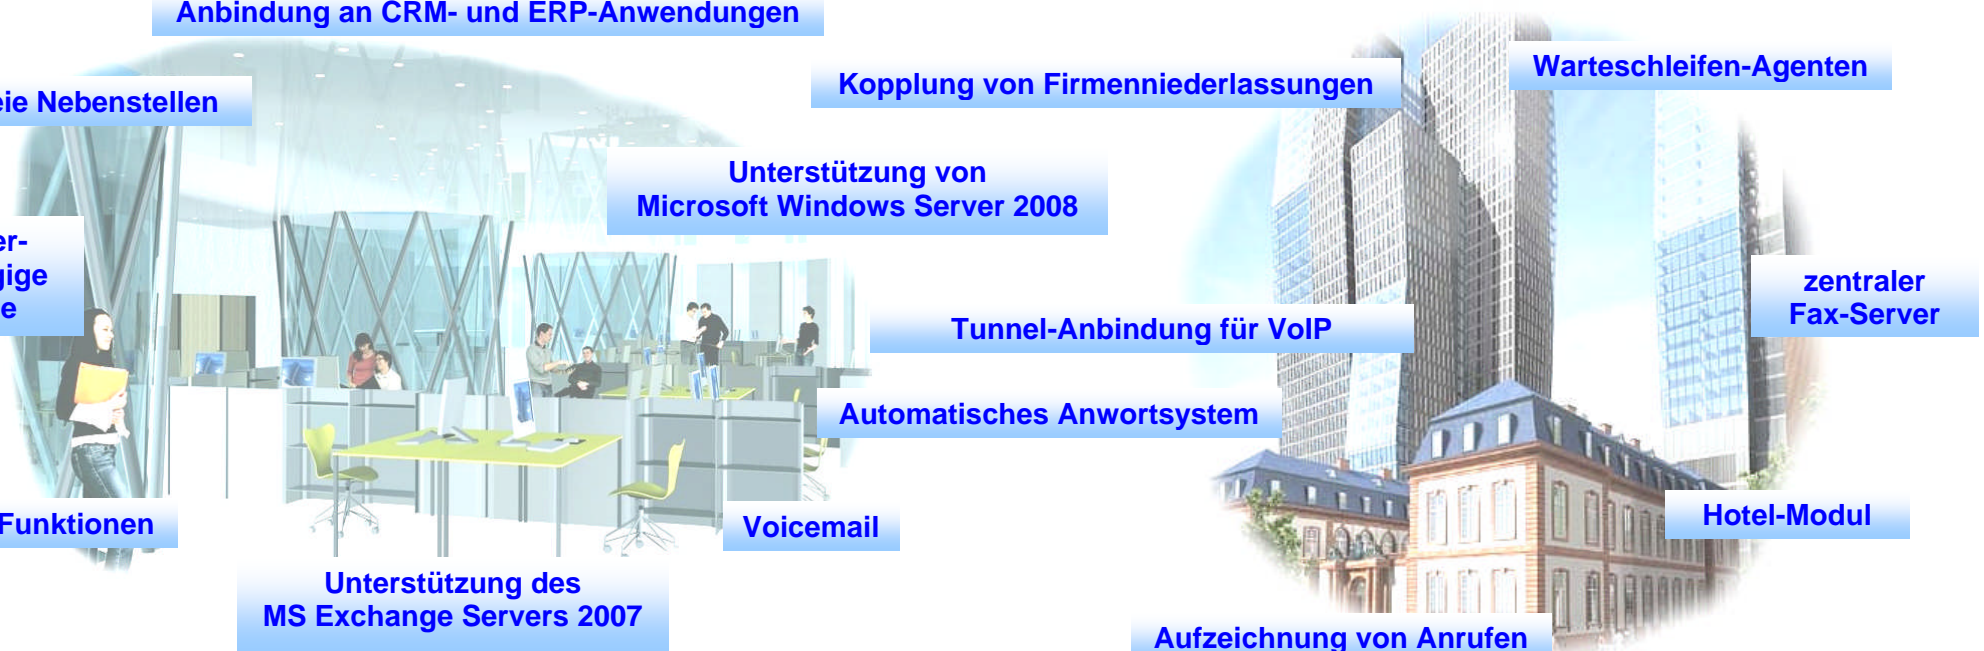 Anbindung an CRM- und ERP-Anwendungen
Warteschleifen-Agenten
Kopplung von Firmenniederlassungen
Nebenstellen
Unterstützung von
Microsoft Windows Server 2008
zentraler
Fax-Server
Tunnel-Anbindung für VoIP
Automatisches Anwortsystem
Funktionen
Voicemail
Hotel-Modul
Unterstützung des
MS Exchange Servers 2007
Aufzeichnung von Anrufen